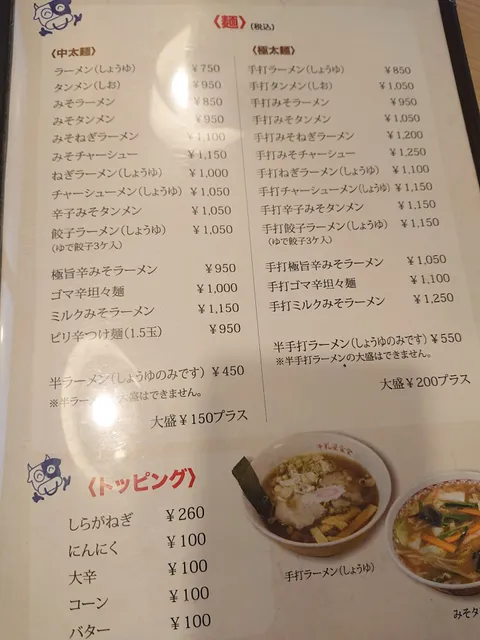 〈麺〉(税込)
〈中太麺〉
ラーメン(しょうゆ) ¥750
タンメン(しお) ¥950
みそラーメン ¥850
みそタンメン ¥950
みそねぎラーメン ¥1,100
みそチャーシュー ¥1,150
ねぎラーメン(しょうゆ) ¥1,000
チャーシューメン(しょうゆ) ¥1,050
辛子みそタンメン ¥1,050
餃子ラーメン(しょうゆ) ¥1,050
(ゆで餃子3ケ入)
極旨辛みそラーメン ¥950
ゴマ辛坦々麺 ¥1,000
ミルクみそラーメン ¥1,150
ピリ辛つけ麺(1.5玉) ¥950
半ラーメン(しょうゆのみです) ¥450
※半ラーメンの大盛はできません。
大盛¥150プラス
〈極太麺〉
手打ラーメン(しょうゆ) ¥850
手打タンメン(しお) ¥1,050
手打みそラーメン ¥950
手打みそタンメン ¥1,050
手打みそねぎラーメン ¥1,200
手打みそチャーシュー ¥1,250
手打ねぎラーメン(しょうゆ) ¥1,100
手打チャーシューメン(しょうゆ) ¥1,150
手打辛子みそタンメン ¥1,150
手打餃子ラーメン(しょうゆ) ¥1,150
(ゆで餃子3ケ入)
手打極旨辛みそラーメン ¥1,050
手打ゴマ辛坦々麺 ¥1,100
手打ミルクみそラーメン ¥1,250
半手打ラーメン(しょうゆのみです) ¥550
※半手打ラーメンの大盛はできません。
大盛¥200プラス
〈トッピング〉
しらがねぎ ¥260
にんにく ¥100
大辛 ¥100
コーン ¥100
バター ¥100
手打ラーメン(しょうゆ)
みそタ